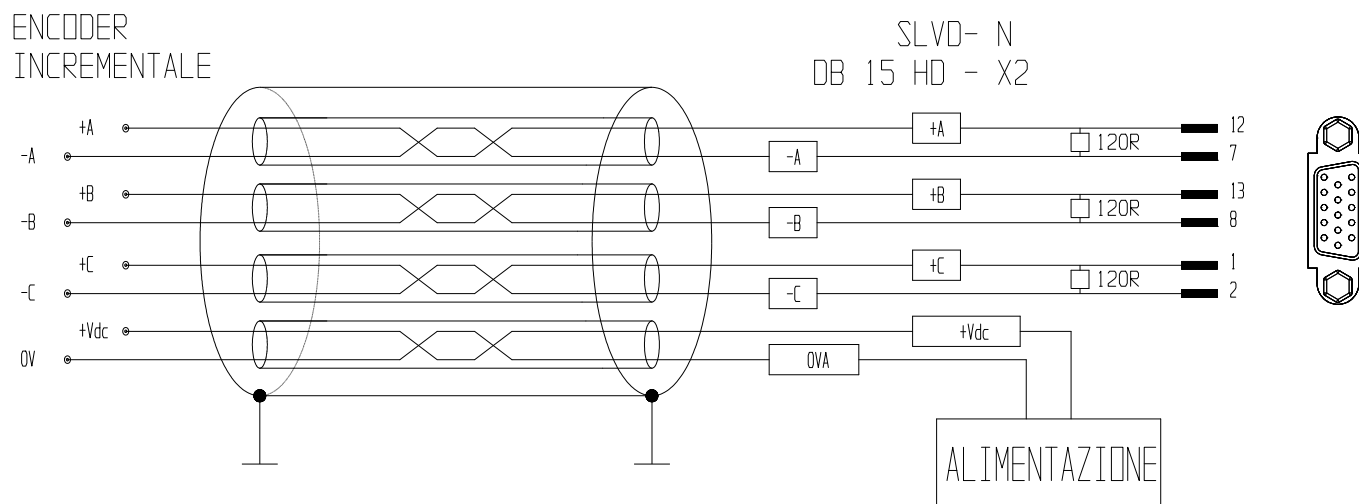 ENCODER
INCREMENTALE
SLVD- N
DB 15 HD - X2
+A
+A
120R
12
-A
-A
7
+B
+B
120R
13
-B
-B
8
+C
+C
120R
1
-C
-C
2
+Vdc
+Vdc
0V
0VA
ALIMENTAZIONE